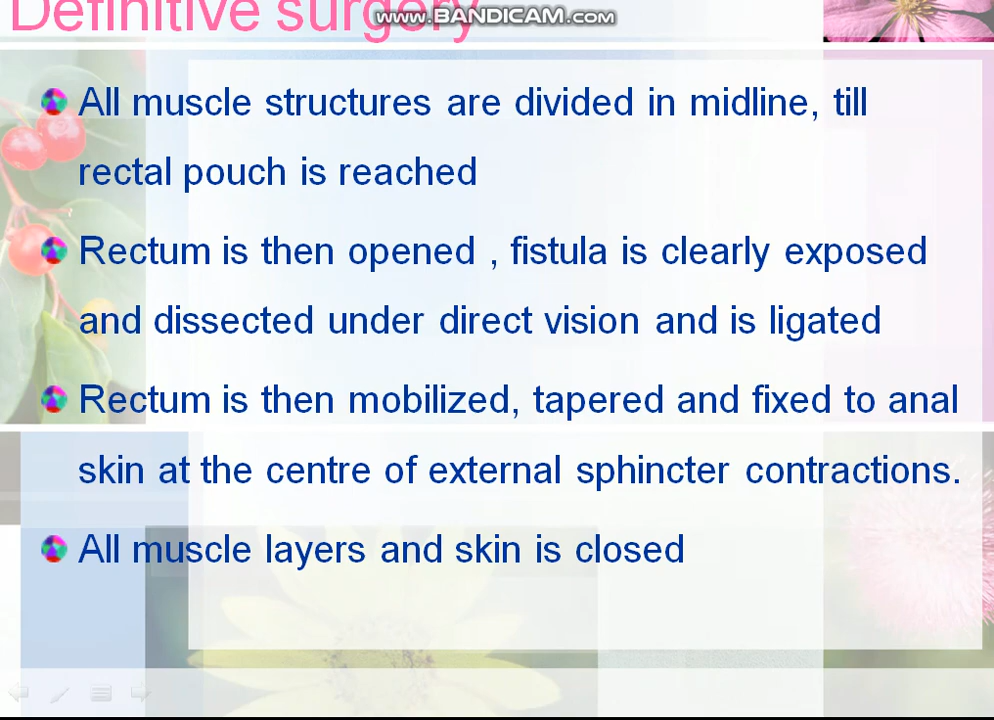 Definitive surgery
www.BANDICAM.com
All muscle structures are divided in midline, till
rectal pouch is reached
Rectum is then opened , fistula is clearly exposed
and dissected under direct vision and is ligated
Rectum is then mobilized, tapered and fixed to anal
skin at the centre of external sphincter contractions.
All muscle layers and skin is closed